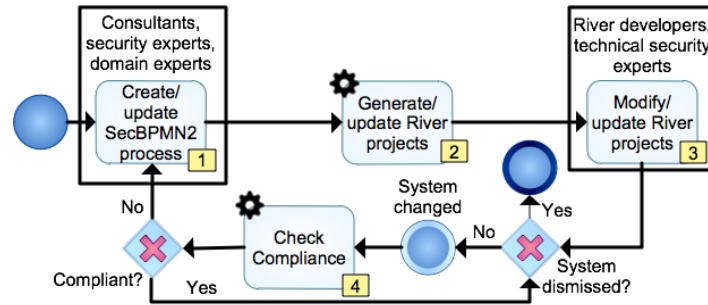 Consultants,
security experts,
domain experts
Create/
update
SecBPMN2
process
1
Generate/
update River
projects
2
River developers,
technical security
experts
Modify/
update River
projects
3
No
Compliant?
Yes
Check
Compliance
4
System
changed
No
Yes
System
dismissed?